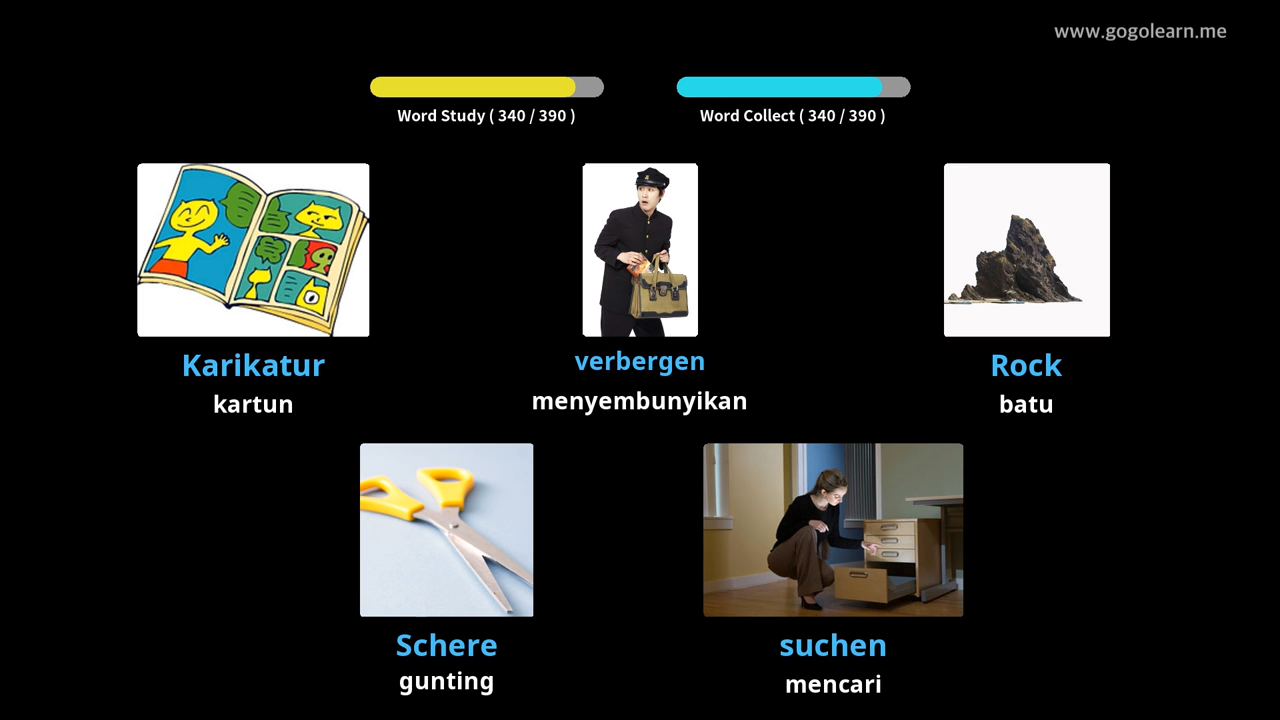 www.gogolearn.me
Word Study ( 340 / 390 )
Word Collect ( 340 / 390 )
Karikatur
kartun
verbergen
menyembunyikan
Rock
batu
Schere
gunting
suchen
mencari